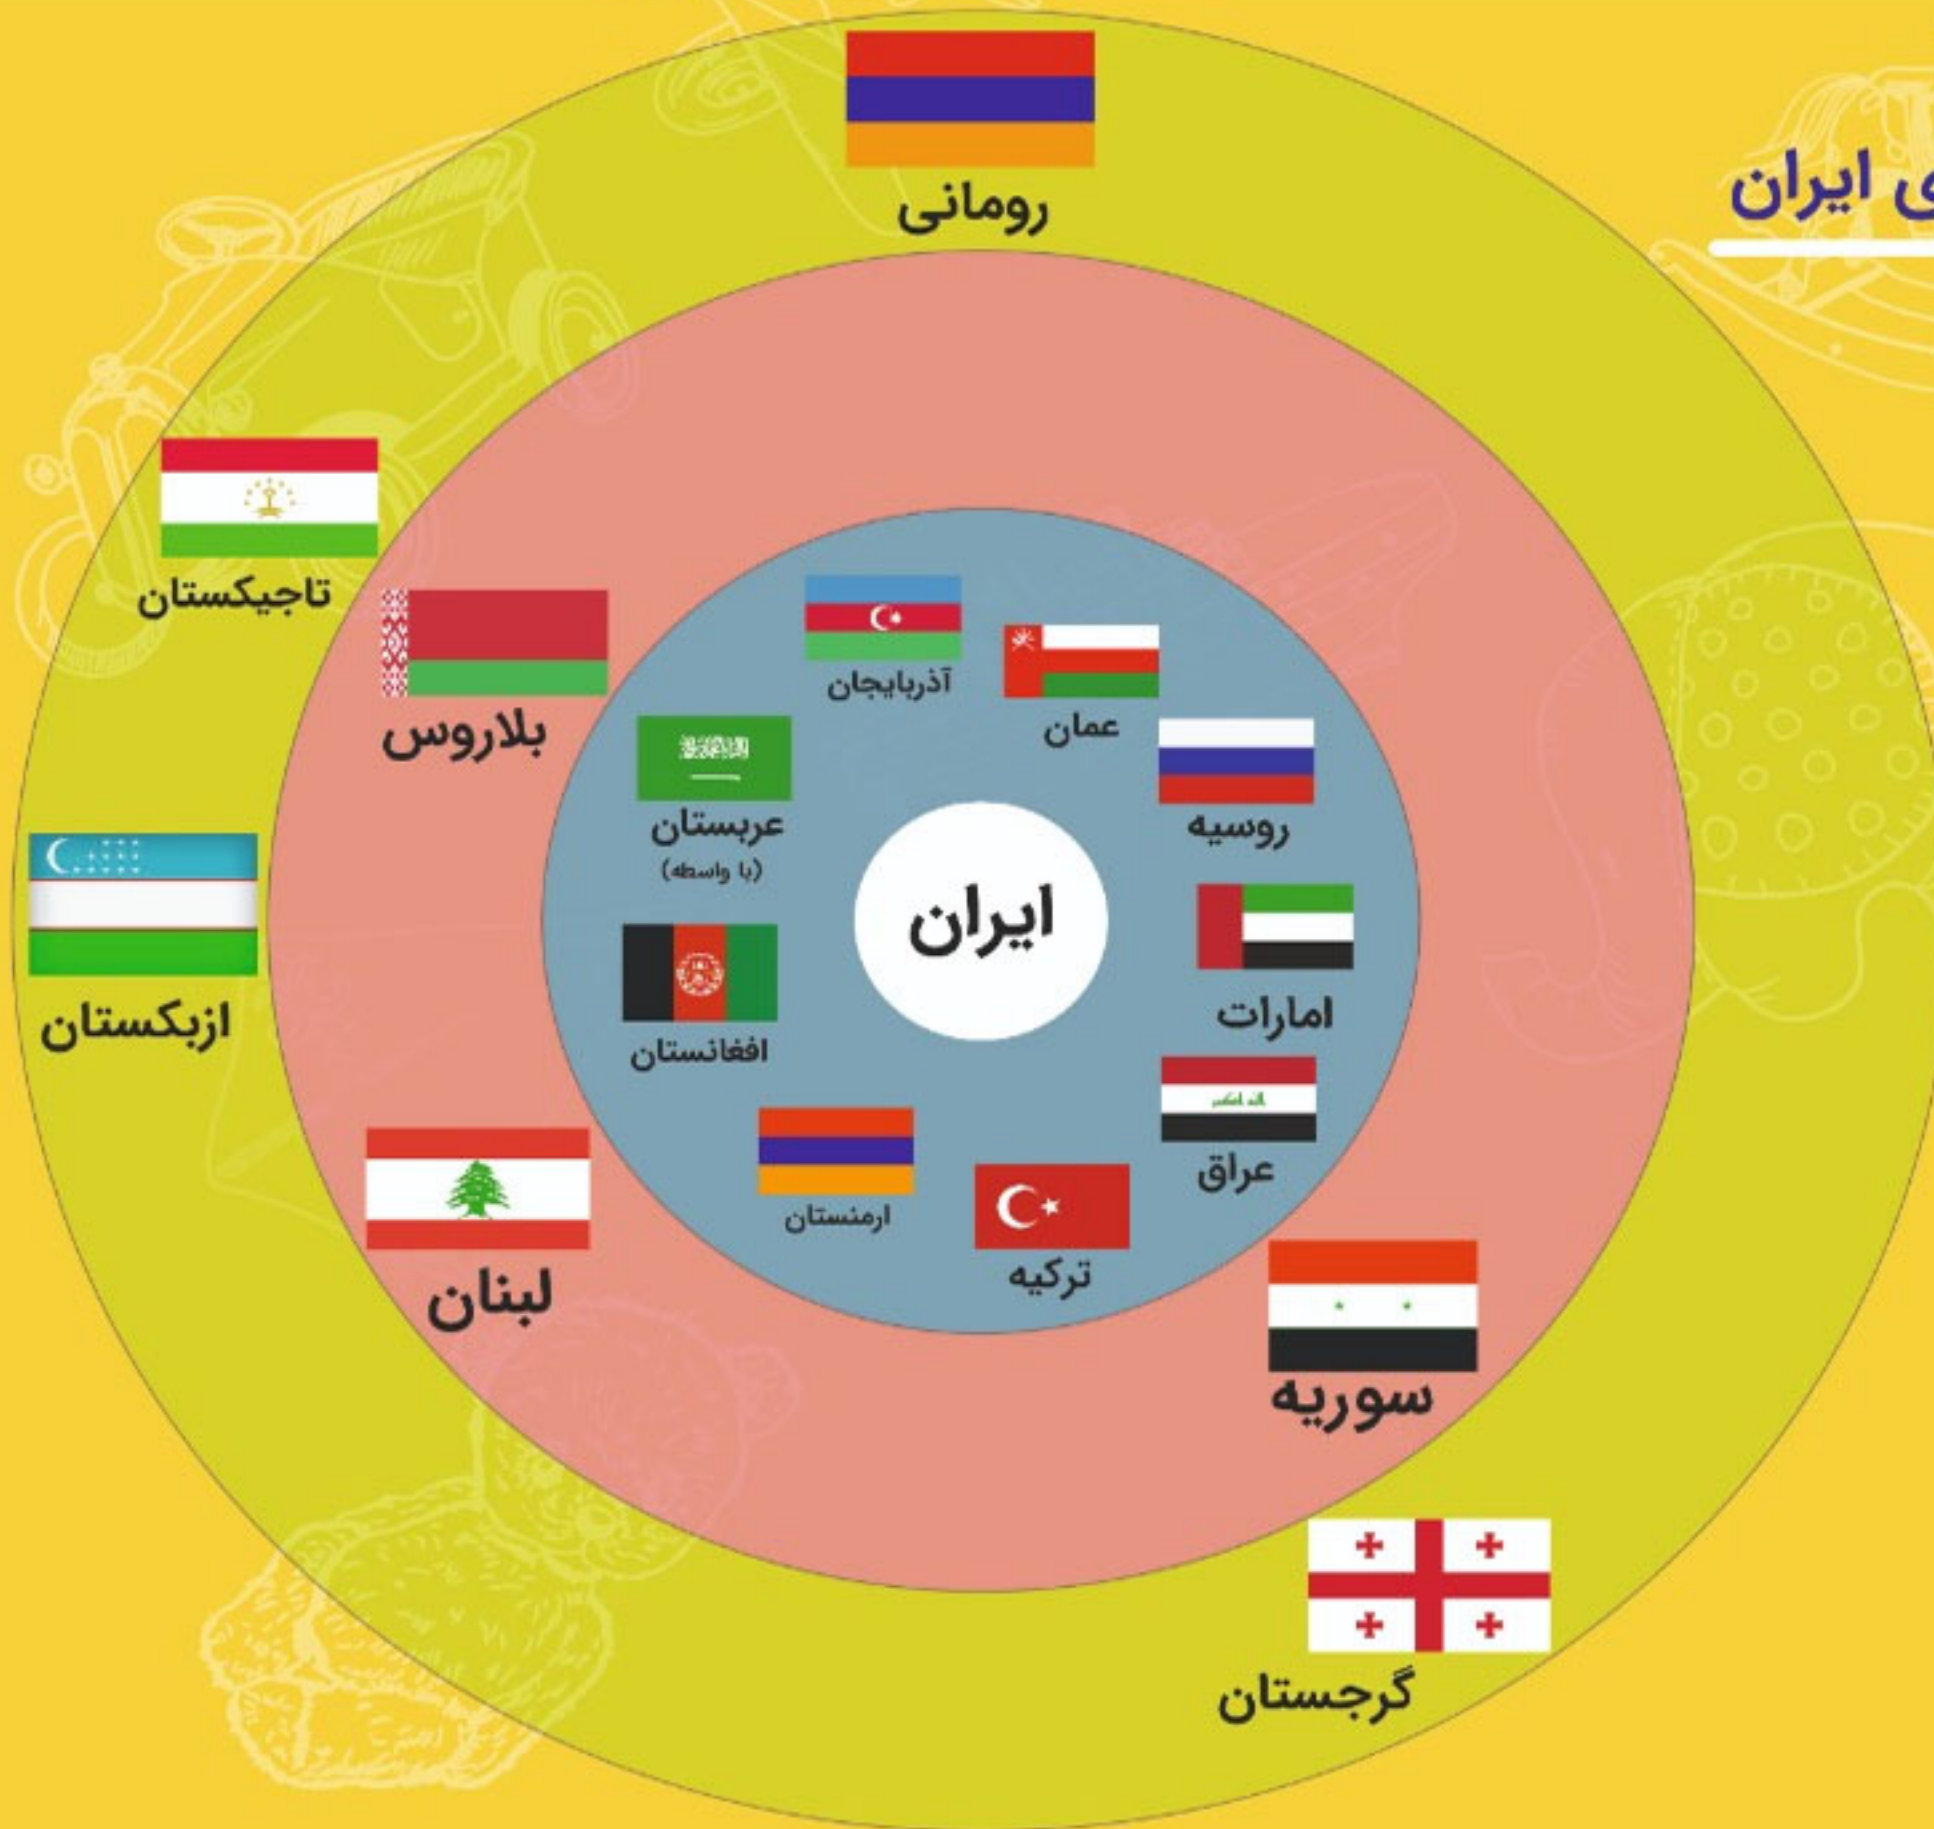 ی ایران
رومانی
تاجیکستان
بلاروس
آذربایجان
عمان
عربستان
(با واسطه)
روسیه
ایران
ازبکستان
افغانستان
امارات
ارمنستان
ترکیه
عراق
لبنان
سوریه
گرجستان